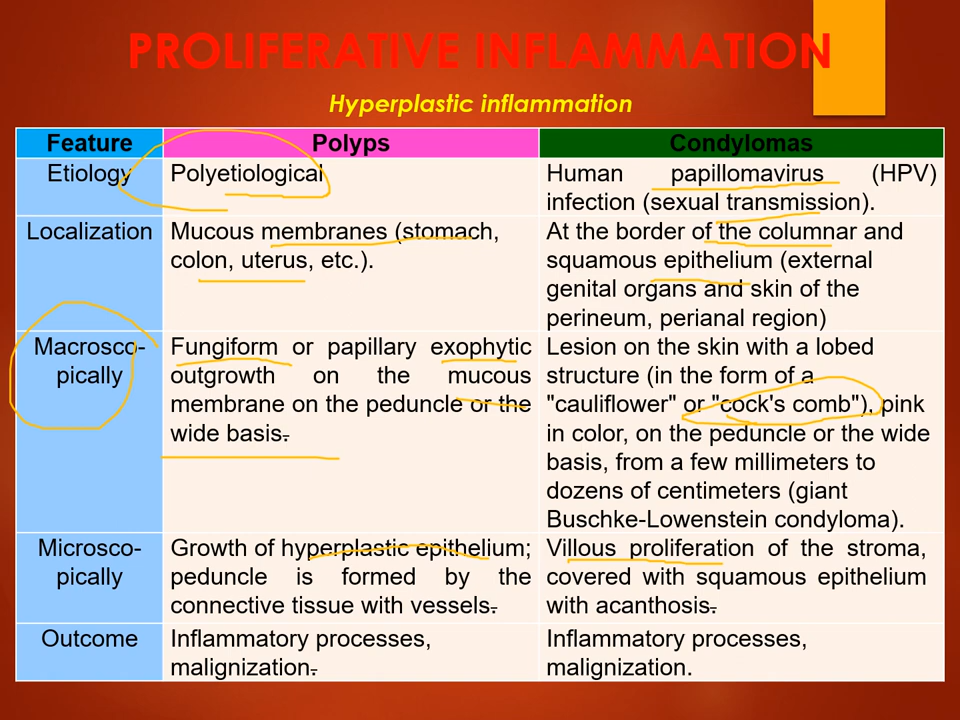 PROLIFERATIVE INFLAMMATION
Hyperplastic inflammation
Feature
Polyps
Condylomas
Etiology
Polyetiological
Human papillomavirus (HPV)
infection (sexual transmission).
Localization
Mucous membranes (stomach,
colon, uterus, etc.).
At the border of the columnar and
squamous epithelium (external
genital organs and skin of the
perineum, perianal region)
Macrosco-
pically
Fungiform or papillary exophytic
outgrowth on the mucous
membrane on the peduncle or the
wide basis.
Lesion on the skin with a lobed
structure (in the form of a
"cauliflower" or "cock's comb"), pink
in color, on the peduncle or the wide
basis, from a few millimeters to
dozens of centimeters (giant
Buschke-Lowenstein condyloma).
Microsco-
pically
Growth of hyperplastic epithelium;
peduncle is formed by the
connective tissue with vessels.
Villous proliferation of the stroma,
covered with squamous epithelium
with acanthosis.
Outcome
Inflammatory processes,
malignization.
Inflammatory processes,
malignization.